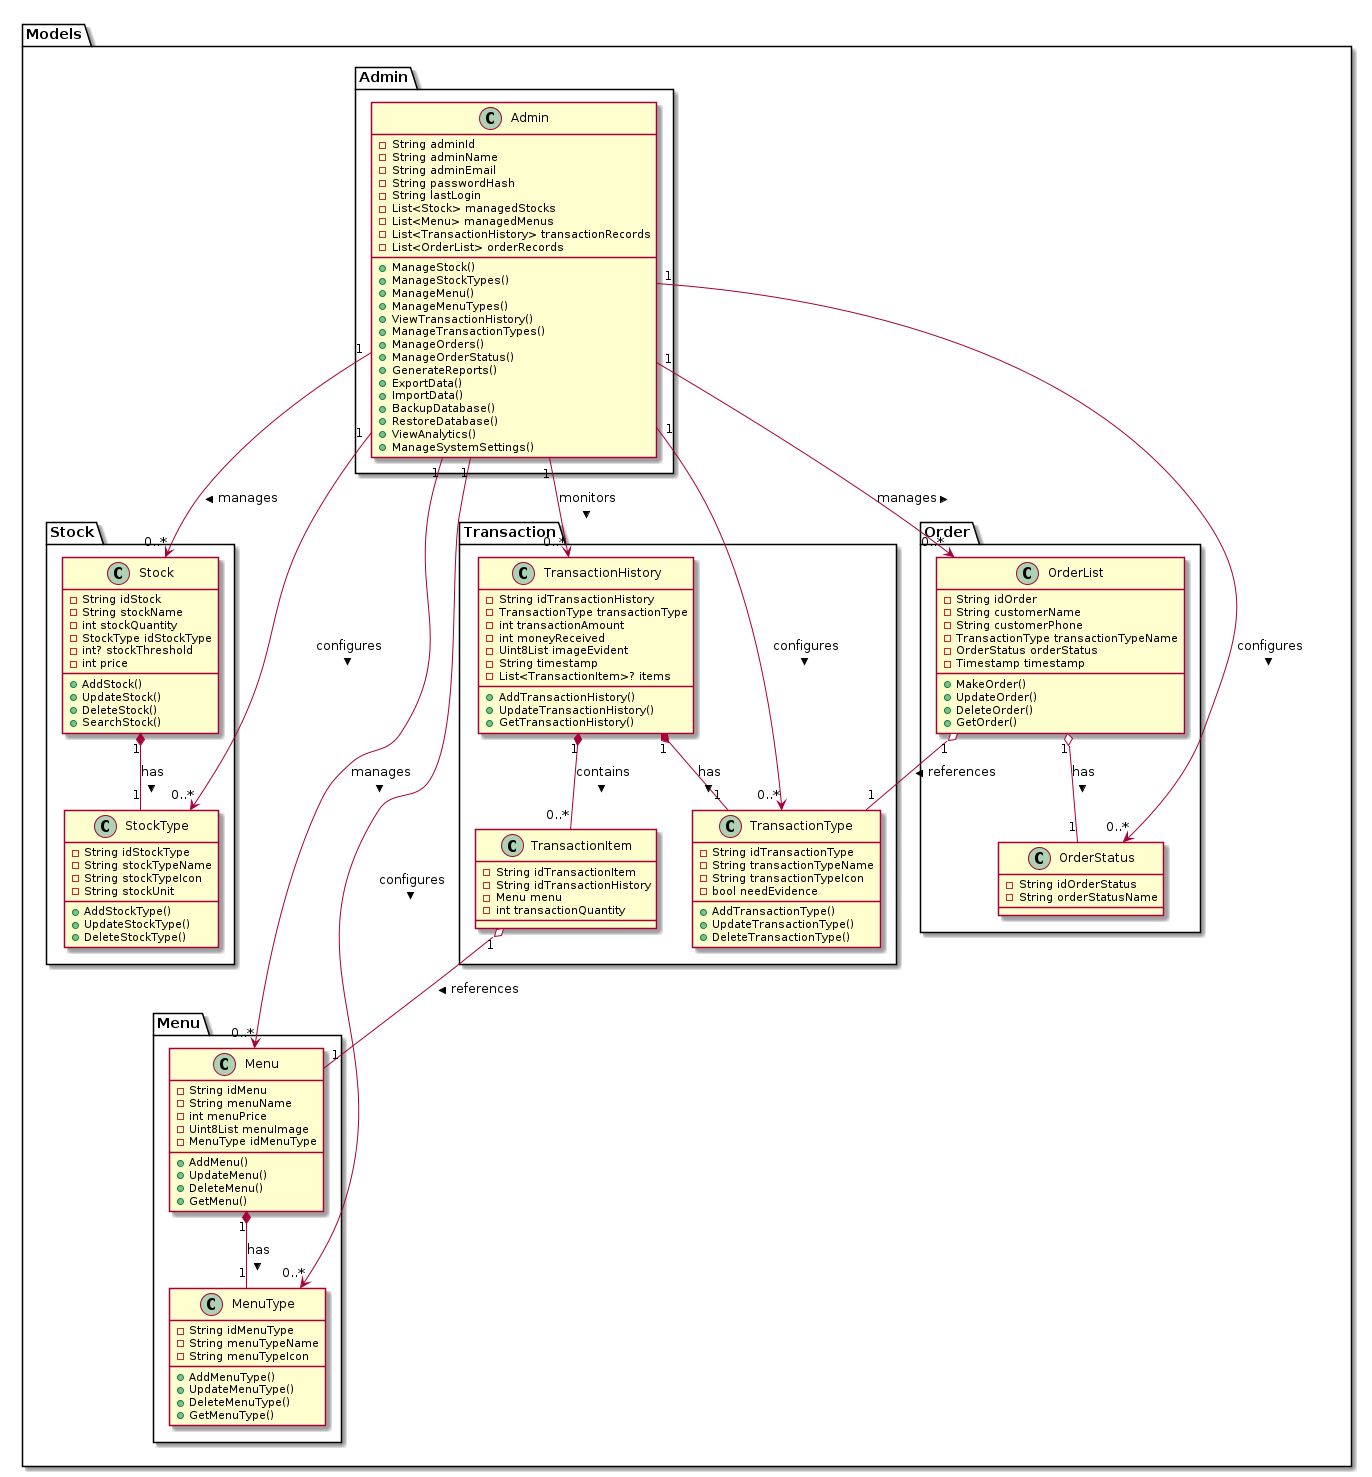 Models
Admin
C Admin
String adminId
String adminName
String adminEmail
String passwordHash
String lastLogin
List<Stock> managedStocks
List<Menu> managedMenus
List<TransactionHistory> transactionRecords
List<OrderList> orderRecords
ManageStock()
ManageStockTypes()
ManageMenu()
ManageMenuTypes()
ViewTransactionHistory()
ManageTransactionTypes()
ManageOrders()
ManageOrderStatus()
GenerateReports()
ExportData()
ImportData()
BackupDatabase()
RestoreDatabase()
ViewAnalytics()
ManageSystemSettings()
1
1
1
1
1
1
1
1
1
manages
monitors
manages
0..*
0..*
0..*
Stock
C Stock
String idStock
String stockName
int stockQuantity
StockType idStockType
int? stockThreshold
int price
AddStock()
UpdateStock()
DeleteStock()
SearchStock()
configures
Transaction
C TransactionHistory
String idTransactionHistory
TransactionType transactionType
int transactionAmount
int moneyReceived
Uint8List imageEvident
String timestamp
List<TransactionItem>? items
AddTransactionHistory()
UpdateTransactionHistory()
GetTransactionHistory()
configures
Order
C OrderList
String idOrder
String customerName
String customerPhone
TransactionType transactionTypeName
OrderStatus orderStatus
Timestamp timestamp
MakeOrder()
UpdateOrder()
DeleteOrder()
GetOrder()
configures
1
has
1
0..*
manages
1
contains
0..*
1
has
1
0..*
1
references
1
1
has
1
0..*
C StockType
String idStockType
String stockTypeName
String stockTypeIcon
String stockUnit
AddStockType()
UpdateStockType()
DeleteStockType()
configures
C TransactionItem
String idTransactionItem
String idTransactionHistory
Menu menu
int transactionQuantity
C TransactionType
String idTransactionType
String transactionTypeName
String transactionTypeIcon
bool needEvidence
AddTransactionType()
UpdateTransactionType()
DeleteTransactionType()
C OrderStatus
String idOrderStatus
String orderStatusName
1
references
0..*
1
Menu
C Menu
String idMenu
String menuName
int menuPrice
Uint8List menuImage
MenuType idMenuType
AddMenu()
UpdateMenu()
DeleteMenu()
GetMenu()
1
has
1
0..*
C MenuType
String idMenuType
String menuTypeName
String menuTypeIcon
AddMenuType()
UpdateMenuType()
DeleteMenuType()
GetMenuType()